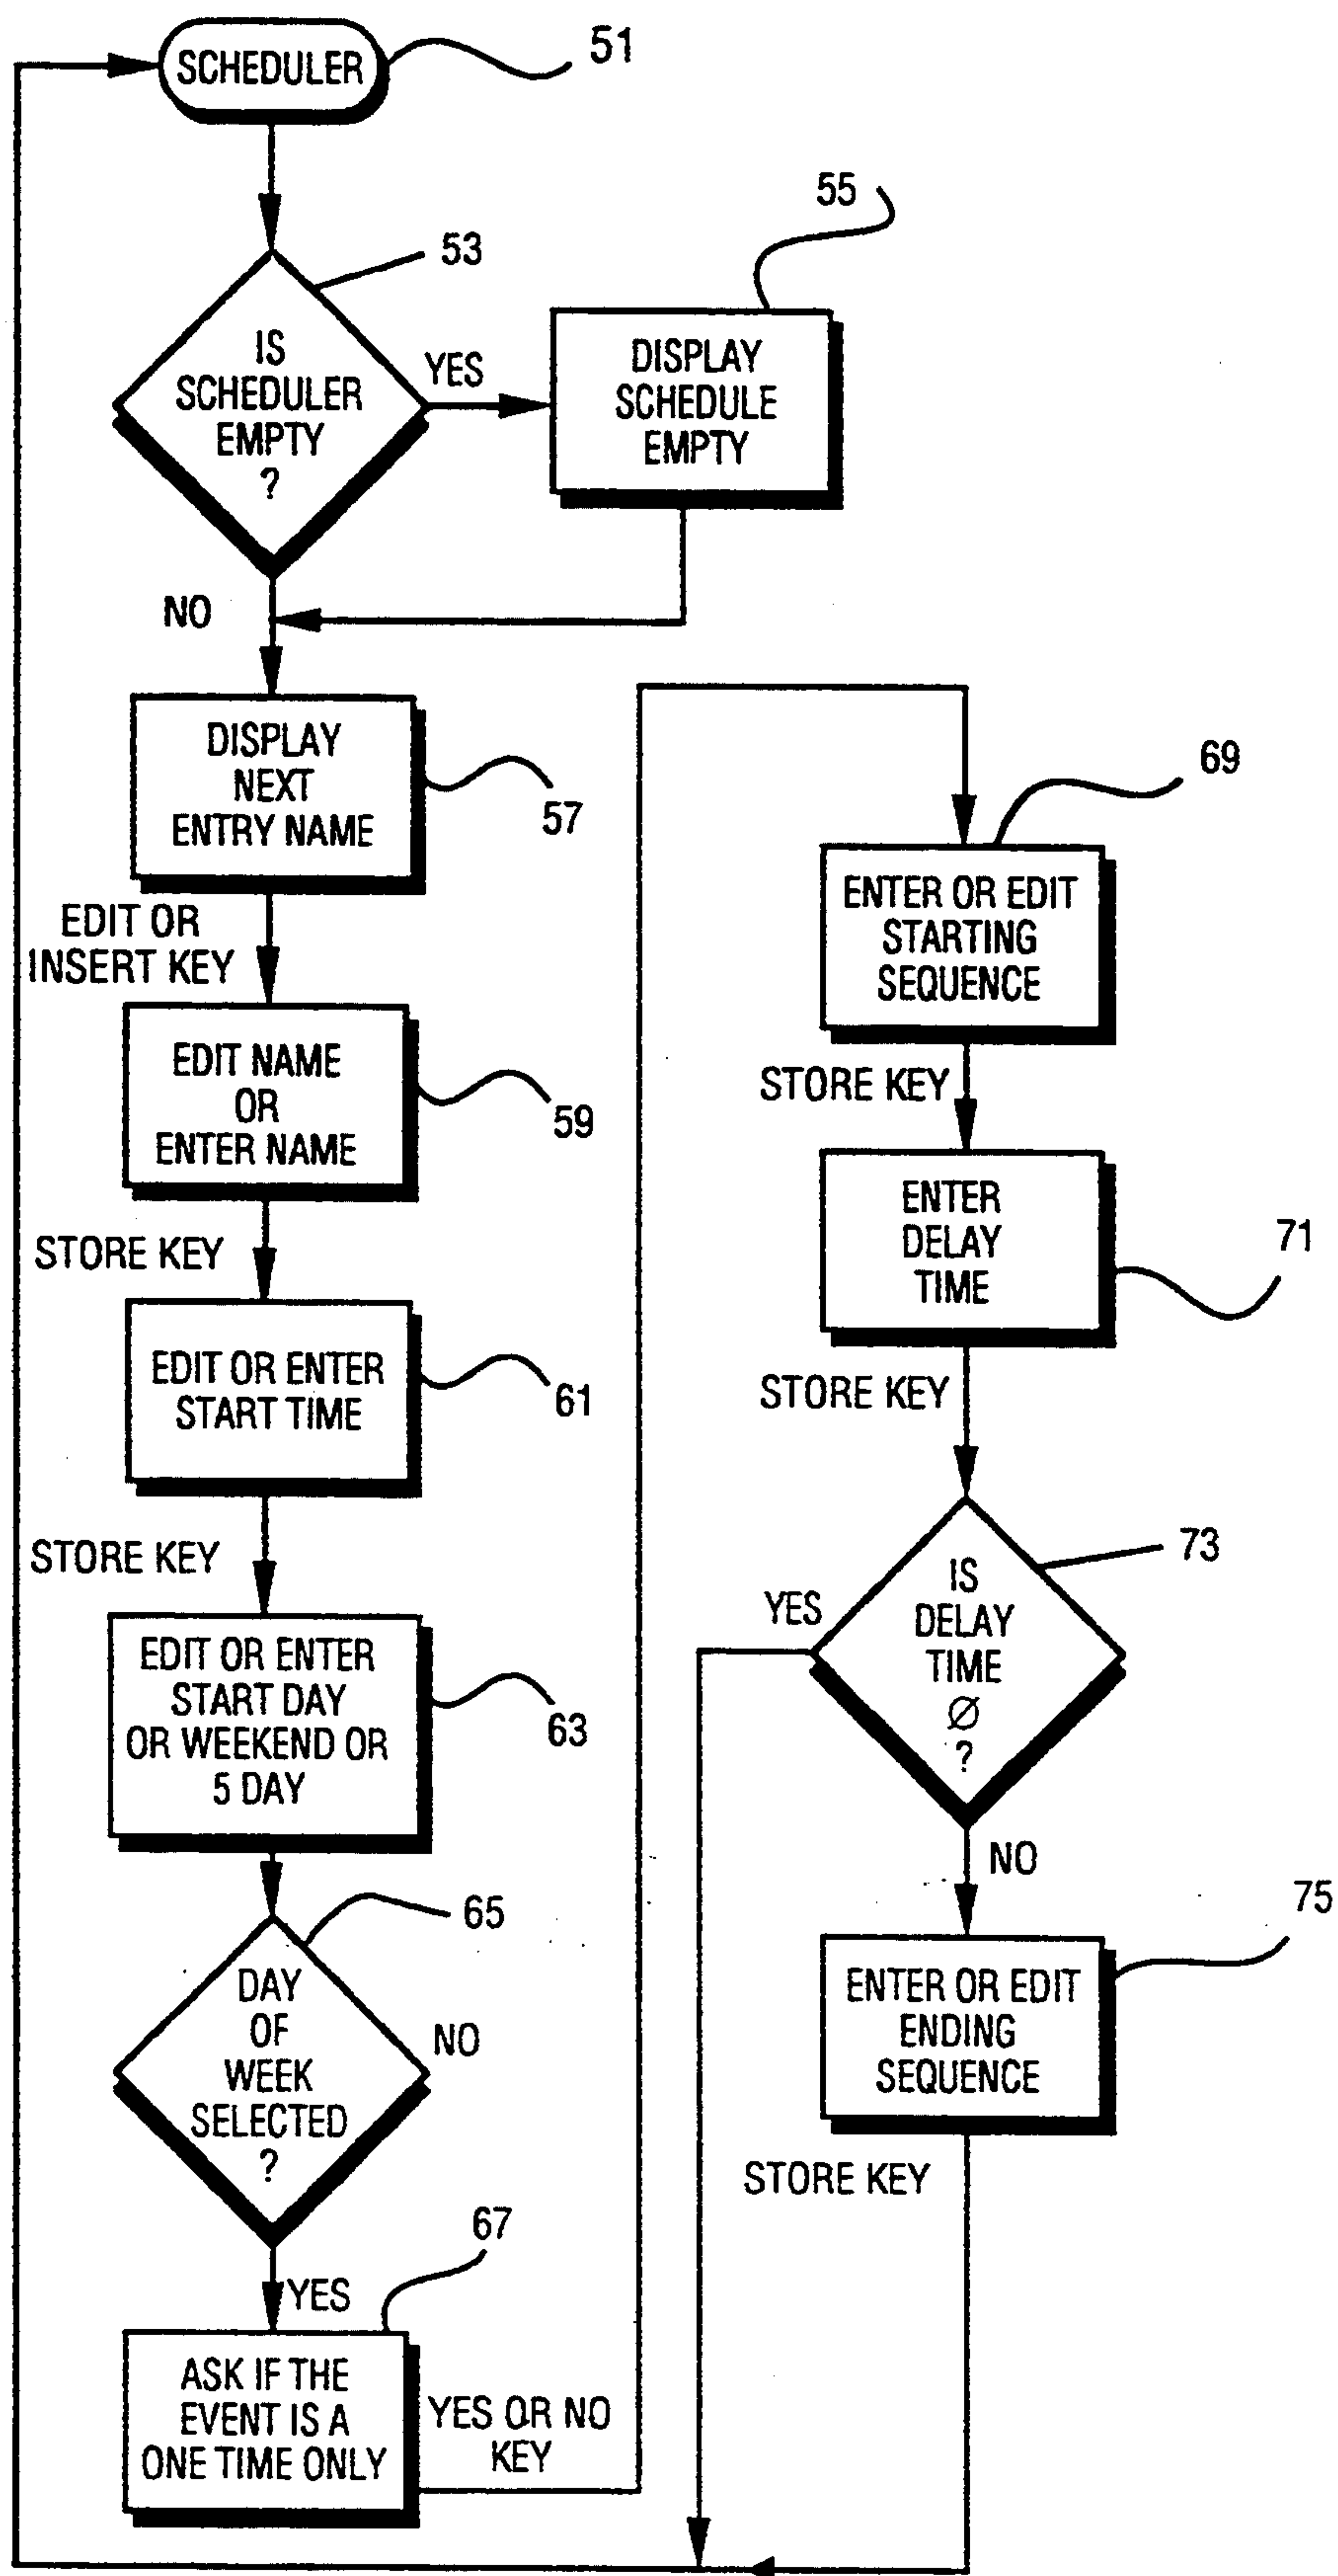 SCHEDULER
51
53
IS
SCHEDULER
EMPTY
?
YES
55
DISPLAY
SCHEDULE
EMPTY
NO
DISPLAY
NEXT
ENTRY NAME
57
EDIT OR
INSERT KEY
EDIT NAME
OR
ENTER NAME
59
STORE KEY
EDIT OR ENTER
START TIME
61
STORE KEY
EDIT OR ENTER
START DAY
OR WEEKEND OR
5 DAY
63
65
DAY
OF
WEEK
SELECTED
?
NO
YES
67
ASK IF THE
EVENT IS A
ONE TIME ONLY
YES OR NO
KEY
69
ENTER OR EDIT
STARTING
SEQUENCE
STORE KEY
ENTER
DELAY
TIME
71
STORE KEY
73
IS
DELAY
TIME
Ø
?
YES
NO
75
ENTER OR EDIT
ENDING
SEQUENCE
STORE KEY